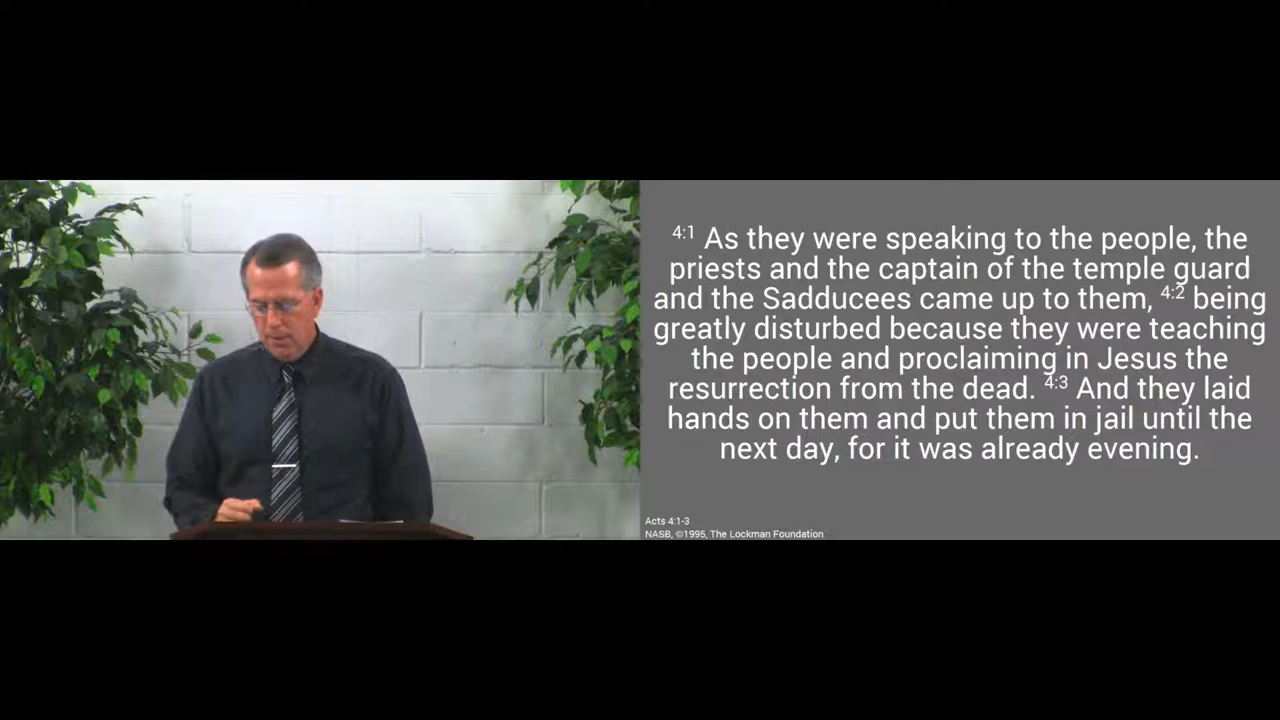 4:1 As they were speaking to the people, the
priests and the captain of the temple guard
and the Sadducees came up to them, 4:2 being
greatly disturbed because they were teaching
the people and proclaiming in Jesus the
resurrection from the dead. 4:3 And they laid
hands on them and put them in jail until the
next day, for it was already evening.
Acts 4:1-3
NASB, ©1995, The Lockman Foundation